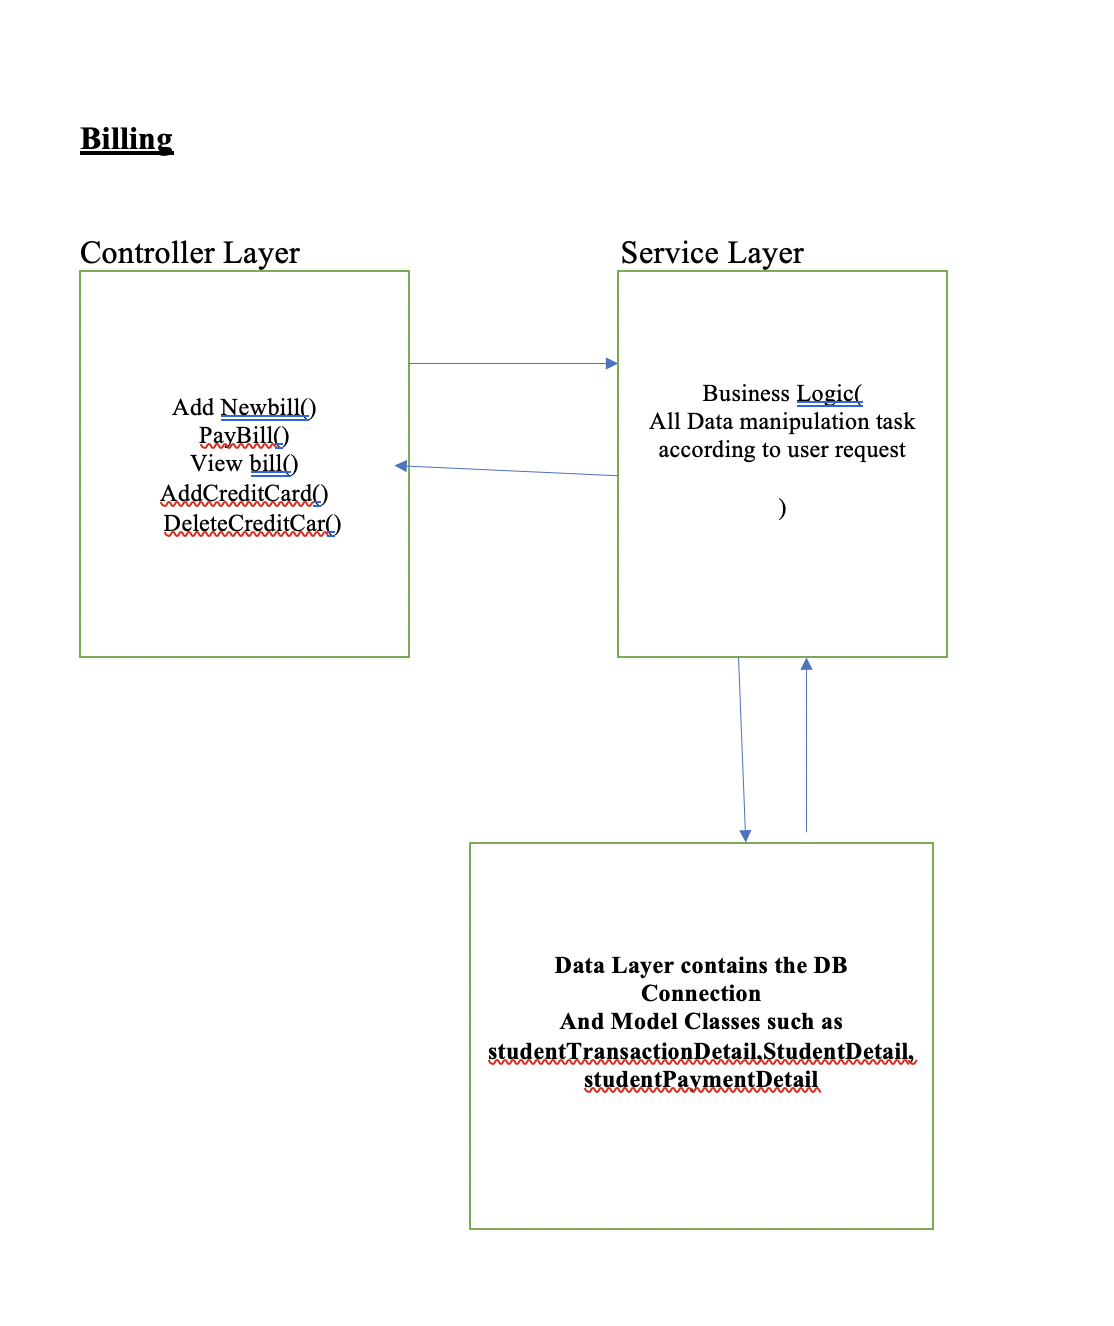 Billing
Controller Layer
Service Layer
Add Newbill()
PayBill()
View bill()
AddCreditCard()
DeleteCreditCar()
Business Logic(
All Data manipulation task
according to user request
)
Data Layer contains the DB
Connection
And Model Classes such as
studentTransactionDetail,StudentDetail,
studentPaymentDetail